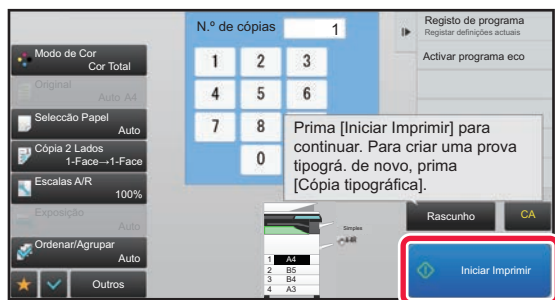 N.º de cópias 1
Registo de programa
Registar definições actuais
Activar programa eco
Modo de Cor
Cor Total
Original
Auto A4
Selecção Papel
Auto
Cópia 2 Lados
1-Face→1-Face
Escalas A/R
100%
Exposição
Auto
Ordenar/Agrupar
Auto
Outros
1 2 3
4 5 6
7 8
0
Prima [Iniciar Imprimir] para
continuar. Para criar uma prova
tipográ. de novo, prima
[Cópia tipográfica].
Simples
A4R
1 A4
2 B5
3 B4
4 A3
Rascunho
CA
Iniciar Imprimir